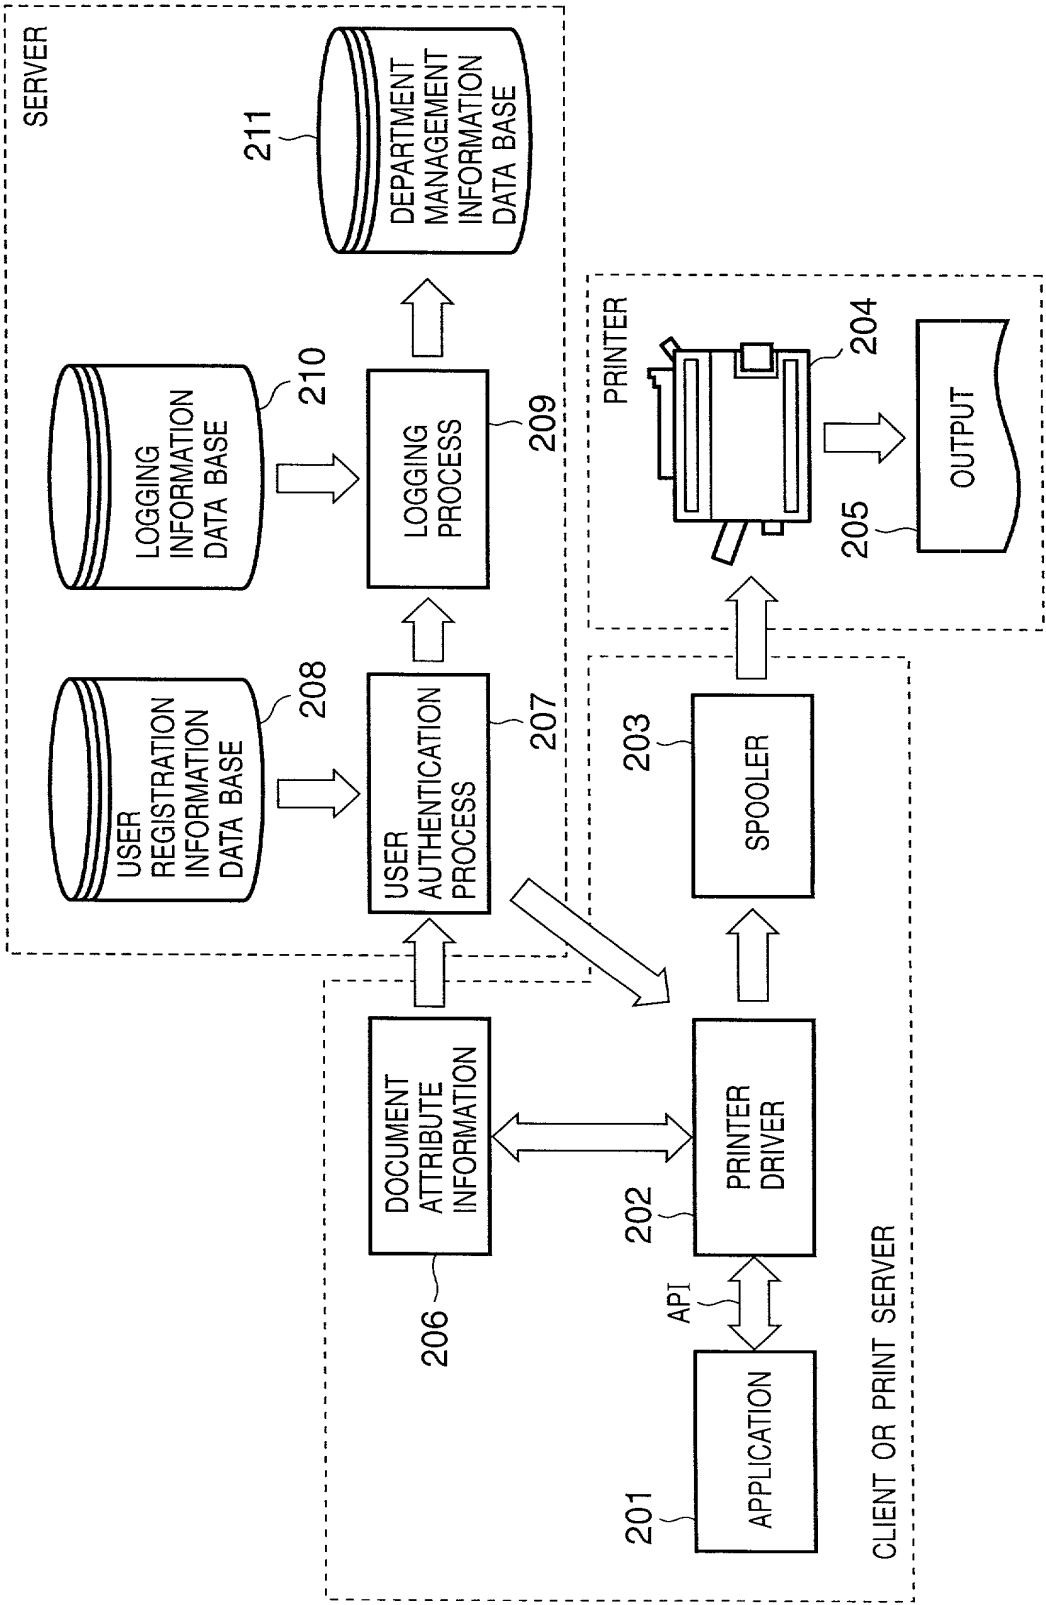 SERVER
USER
REGISTRATION
INFORMATION
DATA BASE
208
LOGGING
INFORMATION
DATA BASE
210
211
DEPARTMENT
MANAGEMENT
INFORMATION
DATA BASE
USER
AUTHENTICATION
PROCESS
207
LOGGING
PROCESS
209
DOCUMENT
ATTRIBUTE
INFORMATION
206
201
APPLICATION
API
202
PRINTER
DRIVER
203
SPOOLER
CLIENT OR PRINT SERVER
PRINTER
204
205
OUTPUT